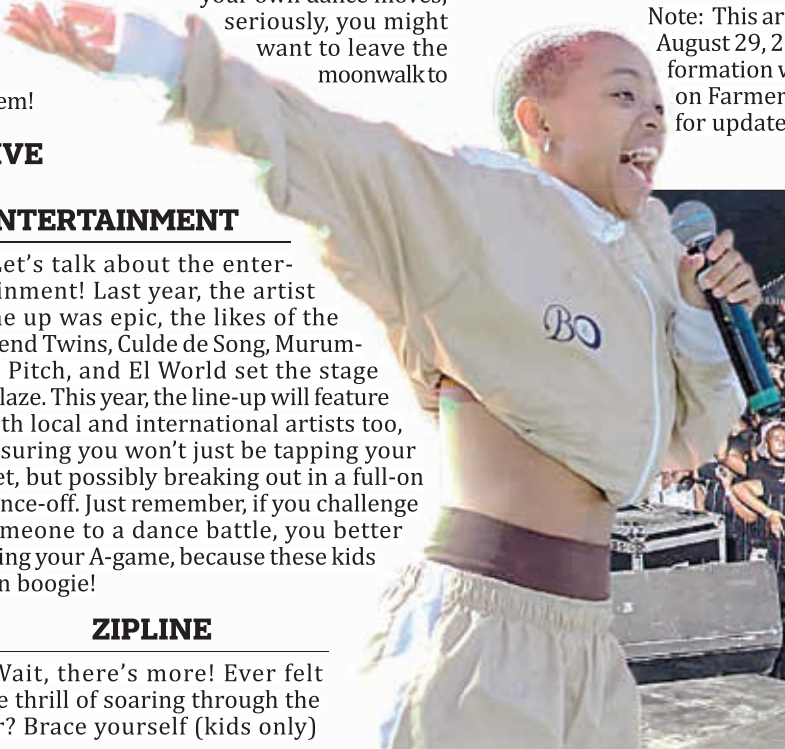 your own dance moves,
seriously, you might
want to leave the
moonwalk to
em!
IVE
NTERTAINMENT
Let's talk about the enter-
inment! Last year, the artist
ne up was epic, the likes of the
end Twins, Culde de Song, Murum-
Pitch, and El World set the stage
laze. This year, the line-up will feature
th local and international artists too,
suring you won't just be tapping your
et, but possibly breaking out in a full-on
nce-off. Just remember, if you challenge
meone to a dance battle, you better
ing your A-game, because these kids
n boogie!
ZIPLINE
Wait, there's more! Ever felt
e thrill of soaring through the
r? Brace yourself (kids only)
Note: This ar
August 29, 2
formation w
on Farmer
for update
BO